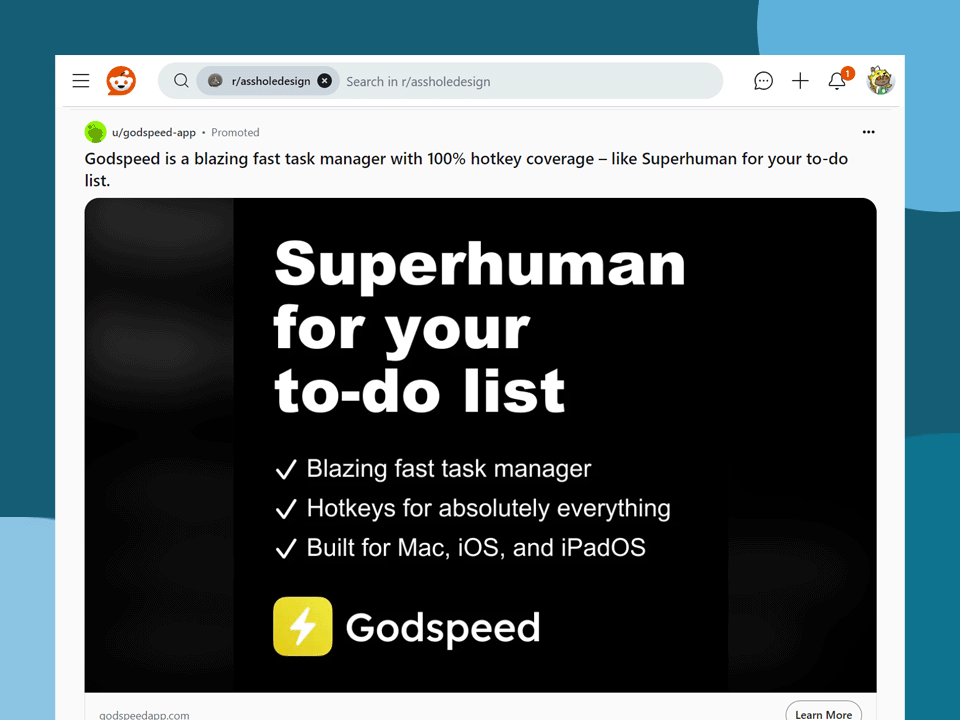 r/assholedesign
Search in r/assholedesign
1
u/godspeed-app • Promoted
Godspeed is a blazing fast task manager with 100% hotkey coverage – like Superhuman for your to-do
list.
Superhuman
for your
to-do list
✓ Blazing fast task manager
✓ Hotkeys for absolutely everything
✓ Built for Mac, iOS, and iPadOS
Godspeed
godspeedapp.com
Learn More